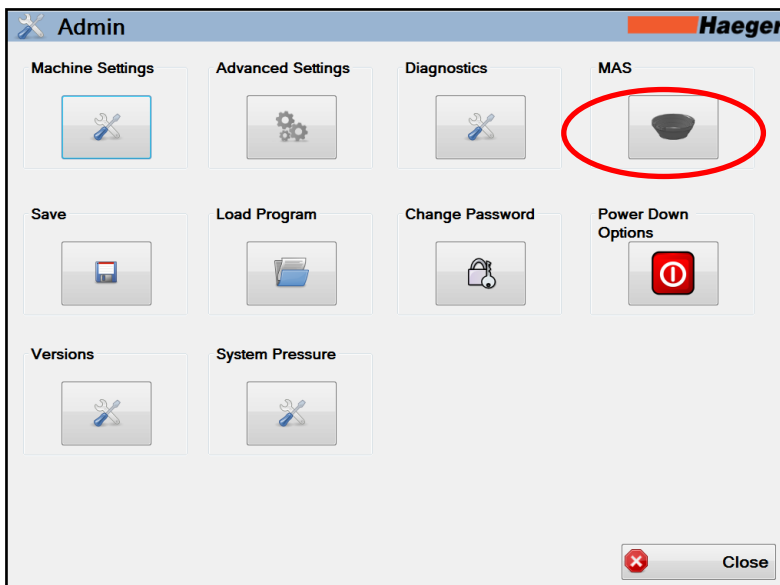 Admin
Haeger
Machine Settings
Advanced Settings
Diagnostics
MAS
Save
Load Program
Change Password
Power Down
Options
Versions
System Pressure
Close